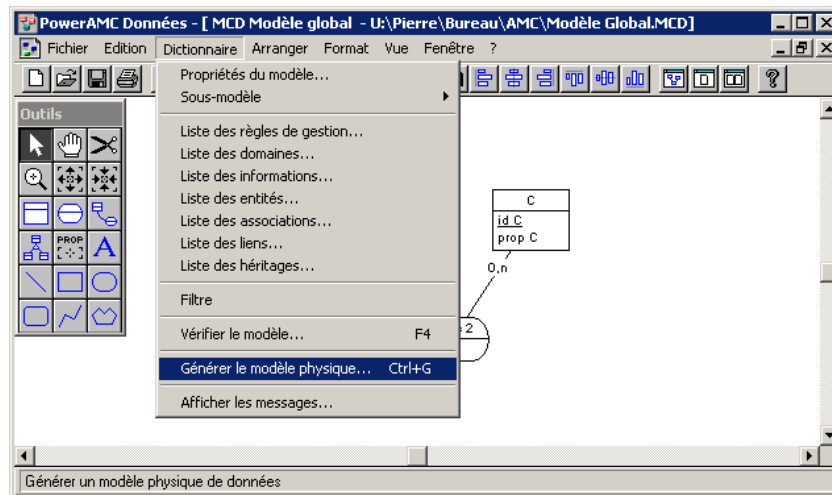 PowerAMC Données - [ MCD Modèle global - U:\Pierre\Bureau\AMC\Modèle Global.MCD]
Fichier Edition Dictionnaire Arranger Format Vue Fenêtre ?
Outils
PROP
A
Propriétés du modèle...
Sous-modèle
Liste des règles de gestion...
Liste des domaines...
Liste des informations...
Liste des entités...
Liste des associations...
Liste des liens...
Liste des héritages...
Filtre
Vérifier le modèle... F4
Générer le modèle physique... Ctrl+G
Afficher les messages...
C
id C
prop C
0,n
2
Générer un modèle physique de données